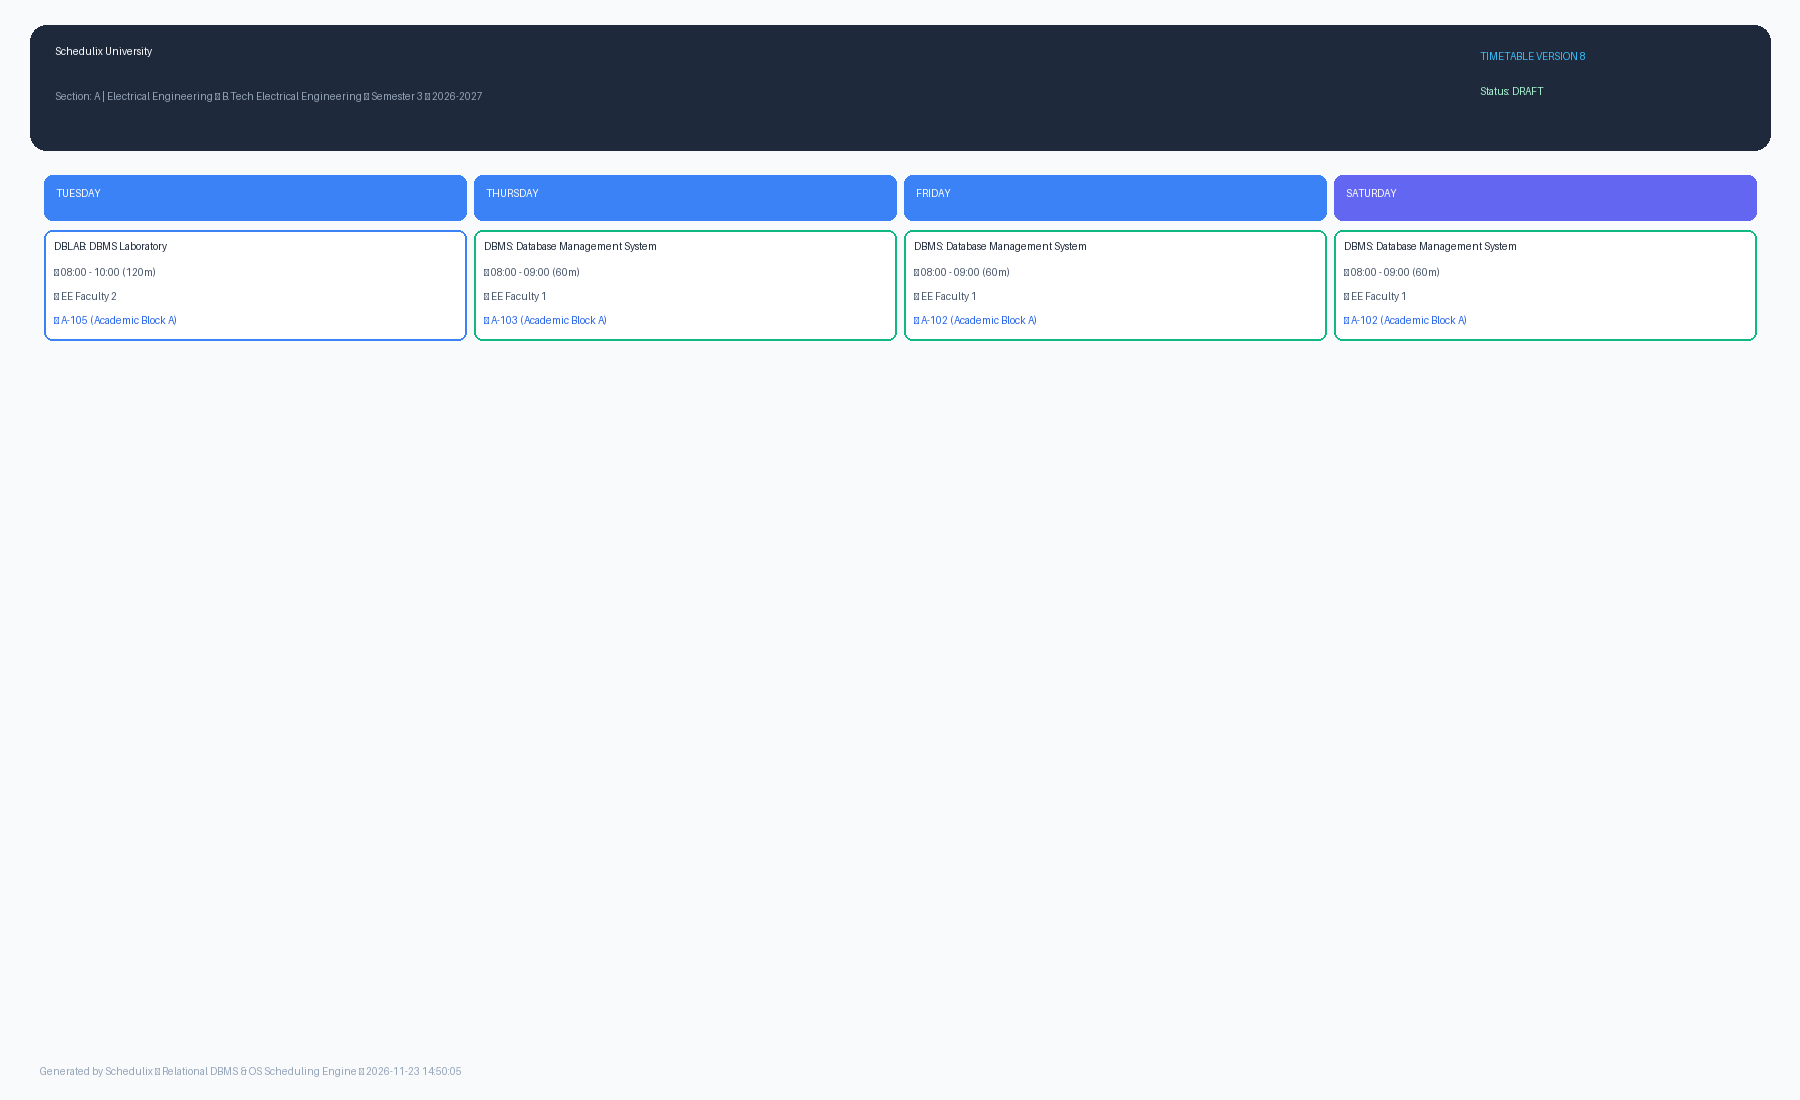 Schedulix University
TIMETABLE VERSION 8
Section: A | Electrical Engineering B.Tech Electrical Engineering Semester 3 2026-2027
Status: DRAFT
TUESDAY
DBLAB: DBMS Laboratory
08:00 - 10:00 (120m)
EE Faculty 2
A-105 (Academic Block A)
THURSDAY
DBMS: Database Management System
08:00 - 09:00 (60m)
EE Faculty 1
A-103 (Academic Block A)
FRIDAY
DBMS: Database Management System
08:00 - 09:00 (60m)
EE Faculty 1
A-102 (Academic Block A)
SATURDAY
DBMS: Database Management System
08:00 - 09:00 (60m)
EE Faculty 1
A-102 (Academic Block A)
Generated by Schedulix Relational DBMS & OS Scheduling Engine 2026-11-23 14:50:05